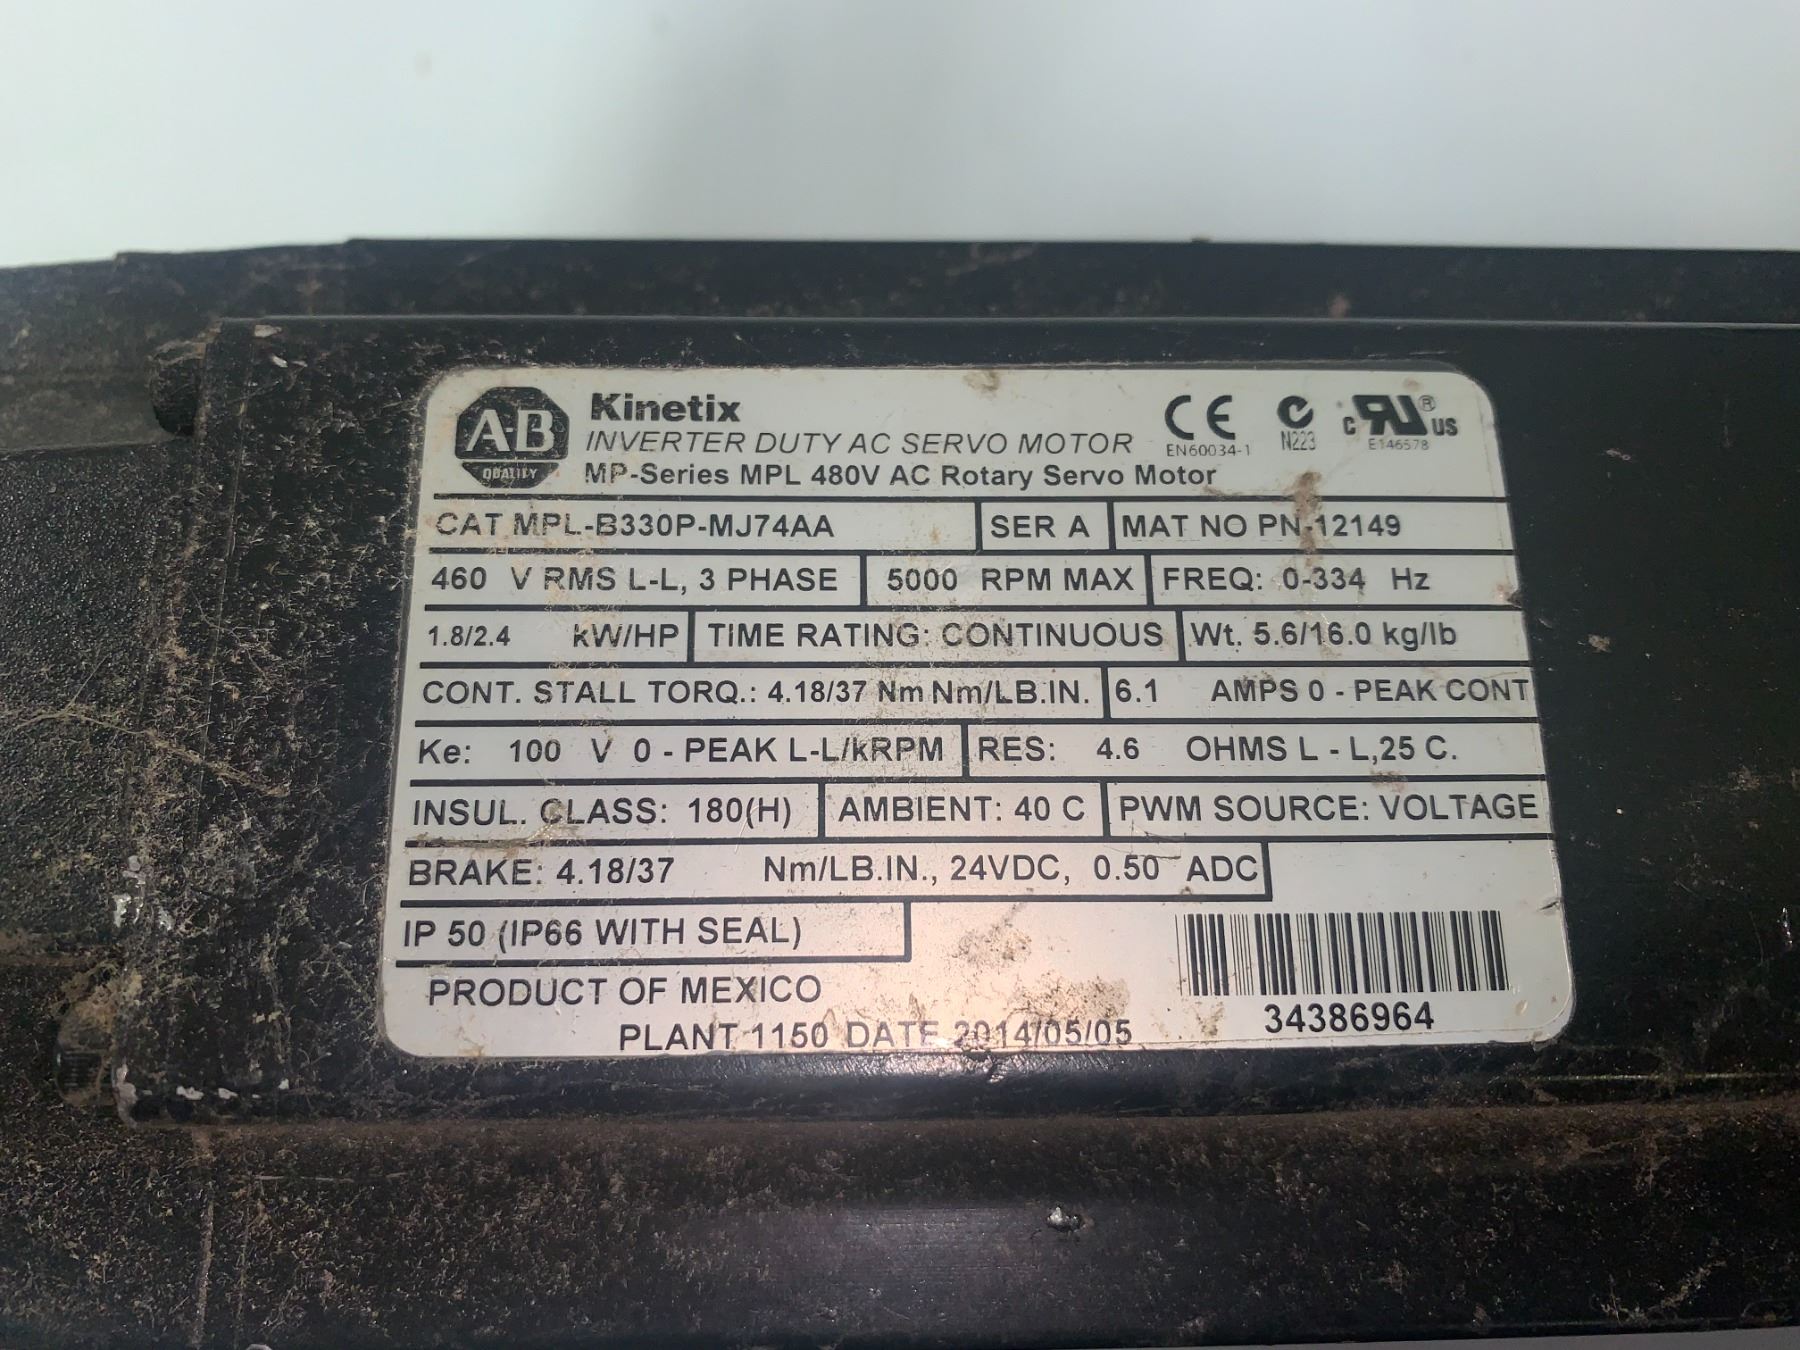 A-B
QUALITY
Kinetix
INVERTER DUTY AC SERVO MOTOR
MP-Series MPL 480V AC Rotary Servo Motor
CE
EN60034-1
N223
c RU ® US
E146578
CAT MPL-B330P-MJ74AA SER A MAT NO PN-12149
460 V RMS L-L, 3 PHASE 5000 RPM MAX FREQ: 0-334 Hz
1.8/2.4 kW/HP TIME RATING: CONTINUOUS Wt. 5.6/16.0 kg/lb
CONT. STALL TORQ.: 4.18/37 Nm Nm/LB.IN. 6.1 AMPS 0 - PEAK CONT
Ke: 100 V 0 - PEAK L-L/kRPM RES: 4.6 OHMS L - L,25 C.
INSUL. CLASS: 180(H) AMBIENT: 40 C PWM SOURCE: VOLTAGE
BRAKE: 4.18/37 Nm/LB.IN., 24VDC, 0.50 ADC
IP 50 (IP66 WITH SEAL)
PRODUCT OF MEXICO
PLANT 1150 DATE 2014/05/05
34386964